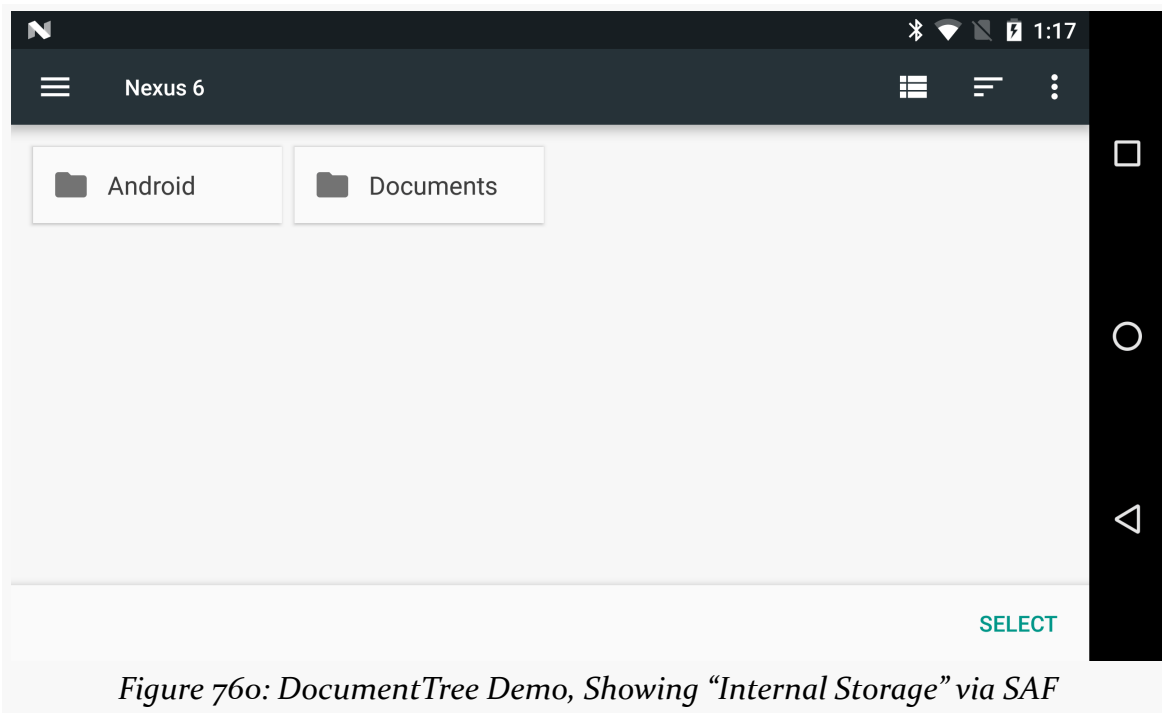 1:17
Nexus 6
Android Documents
SELECT
Figure 760: DocumentTree Demo, Showing “Internal Storage” via SAF